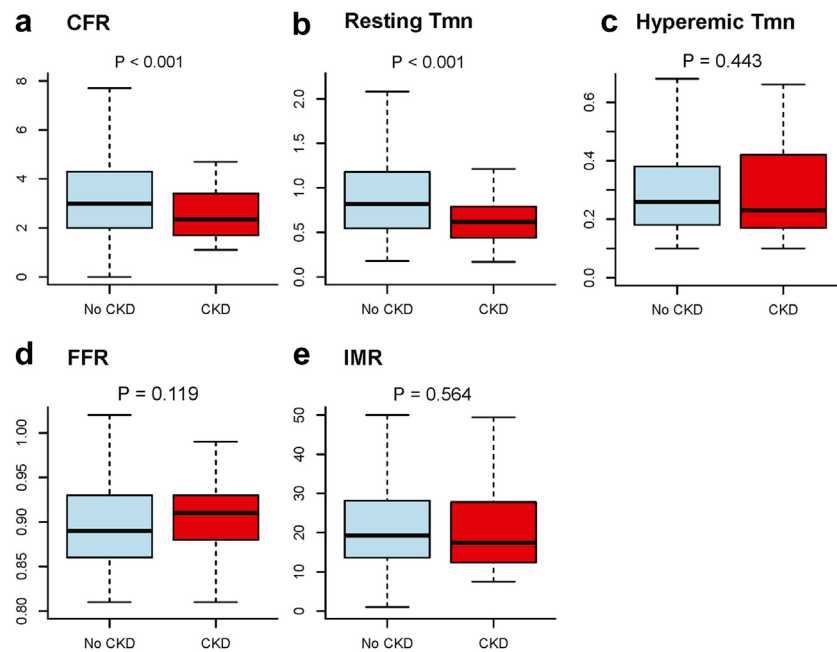 a CFR
P < 0.001
8
6
4
2
0
No CKD CKD
b Resting Tmn
P < 0.001
2.0
1.5
1.0
0.5
0.0
No CKD CKD
c Hyperemic Tmn
P = 0.443
0.6
0.4
0.2
0.0
No CKD CKD
d FFR
P = 0.119
1.00
0.95
0.90
0.85
0.80
No CKD CKD
e IMR
P = 0.564
50
40
30
20
10
0
No CKD CKD